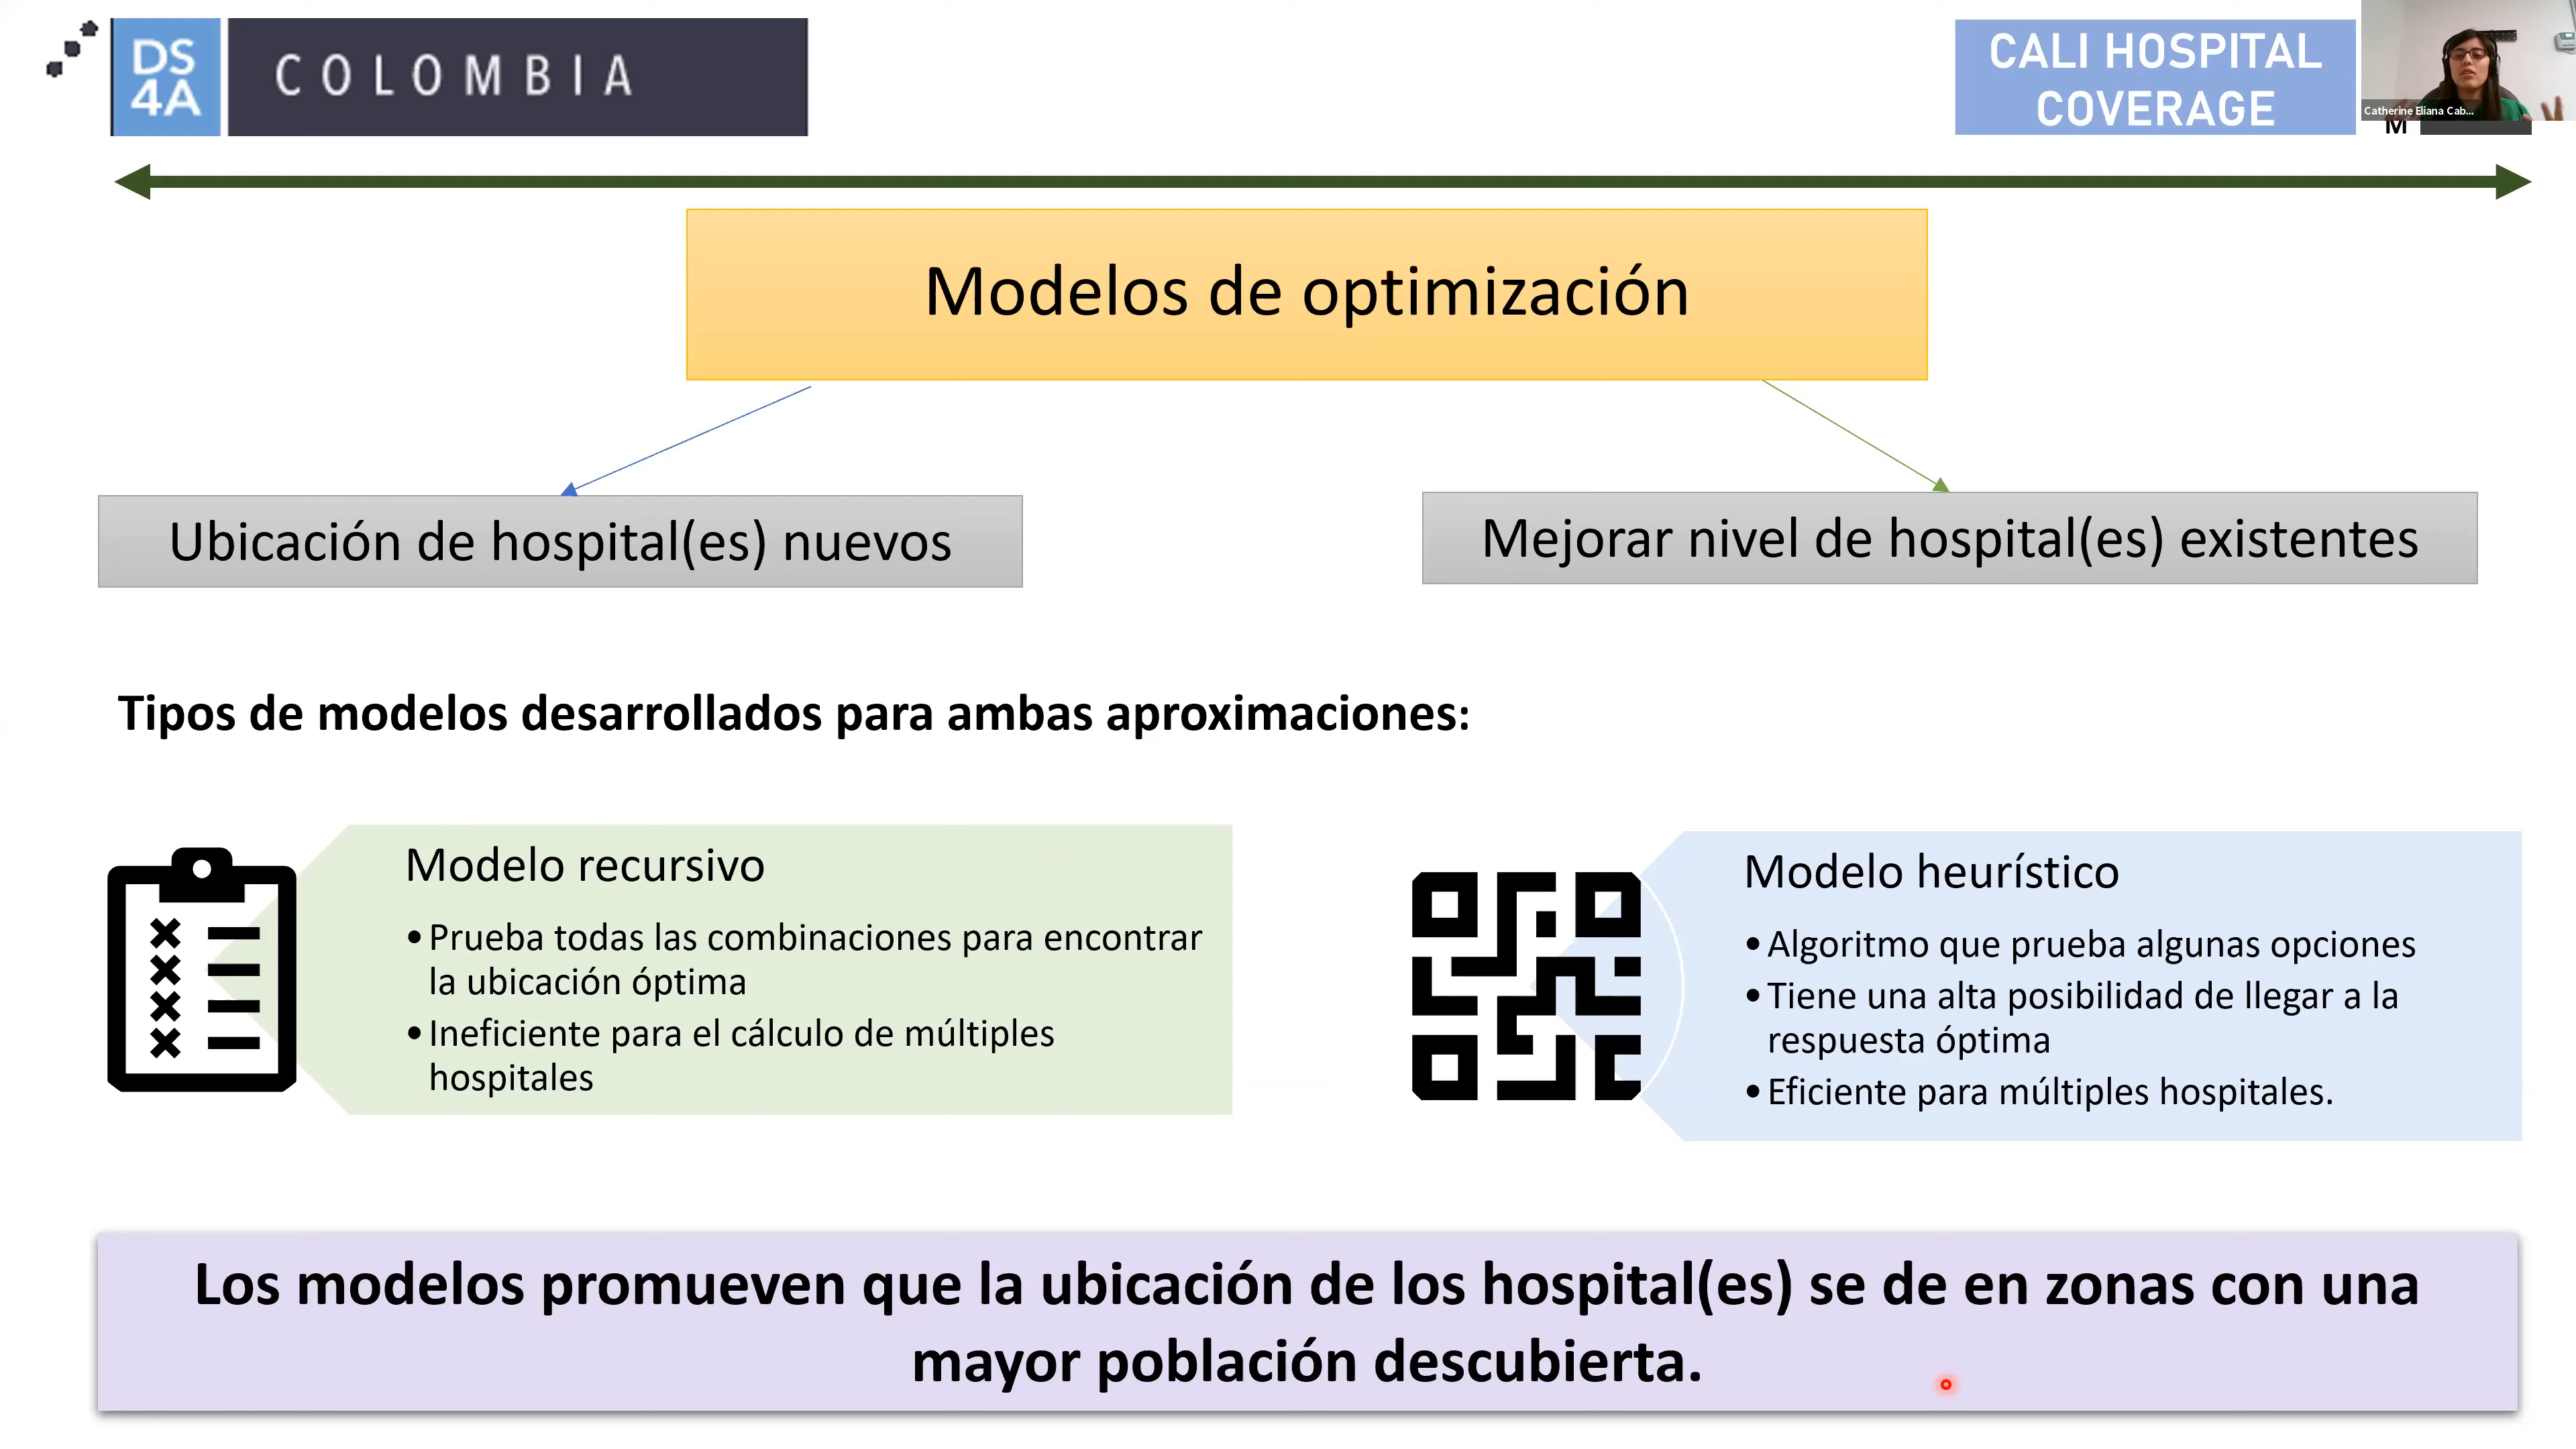 DS
4A
COLOMBIA
CALI HOSPITAL
COVERAGE
Catherine Eliana Cab...
M
Modelos de optimización
Ubicación de hospital(es) nuevos
Mejorar nivel de hospital(es) existentes
Tipos de modelos desarrollados para ambas aproximaciones:
Modelo recursivo
•Prueba todas las combinaciones para encontrar
la ubicación óptima
•Ineficiente para el cálculo de múltiples
hospitales
Modelo heurístico
•Algoritmo que prueba algunas opciones
•Tiene una alta posibilidad de llegar a la
respuesta óptima
•Eficiente para múltiples hospitales.
Los modelos promueven que la ubicación de los hospital(es) se de en zonas con una
mayor población descubierta.